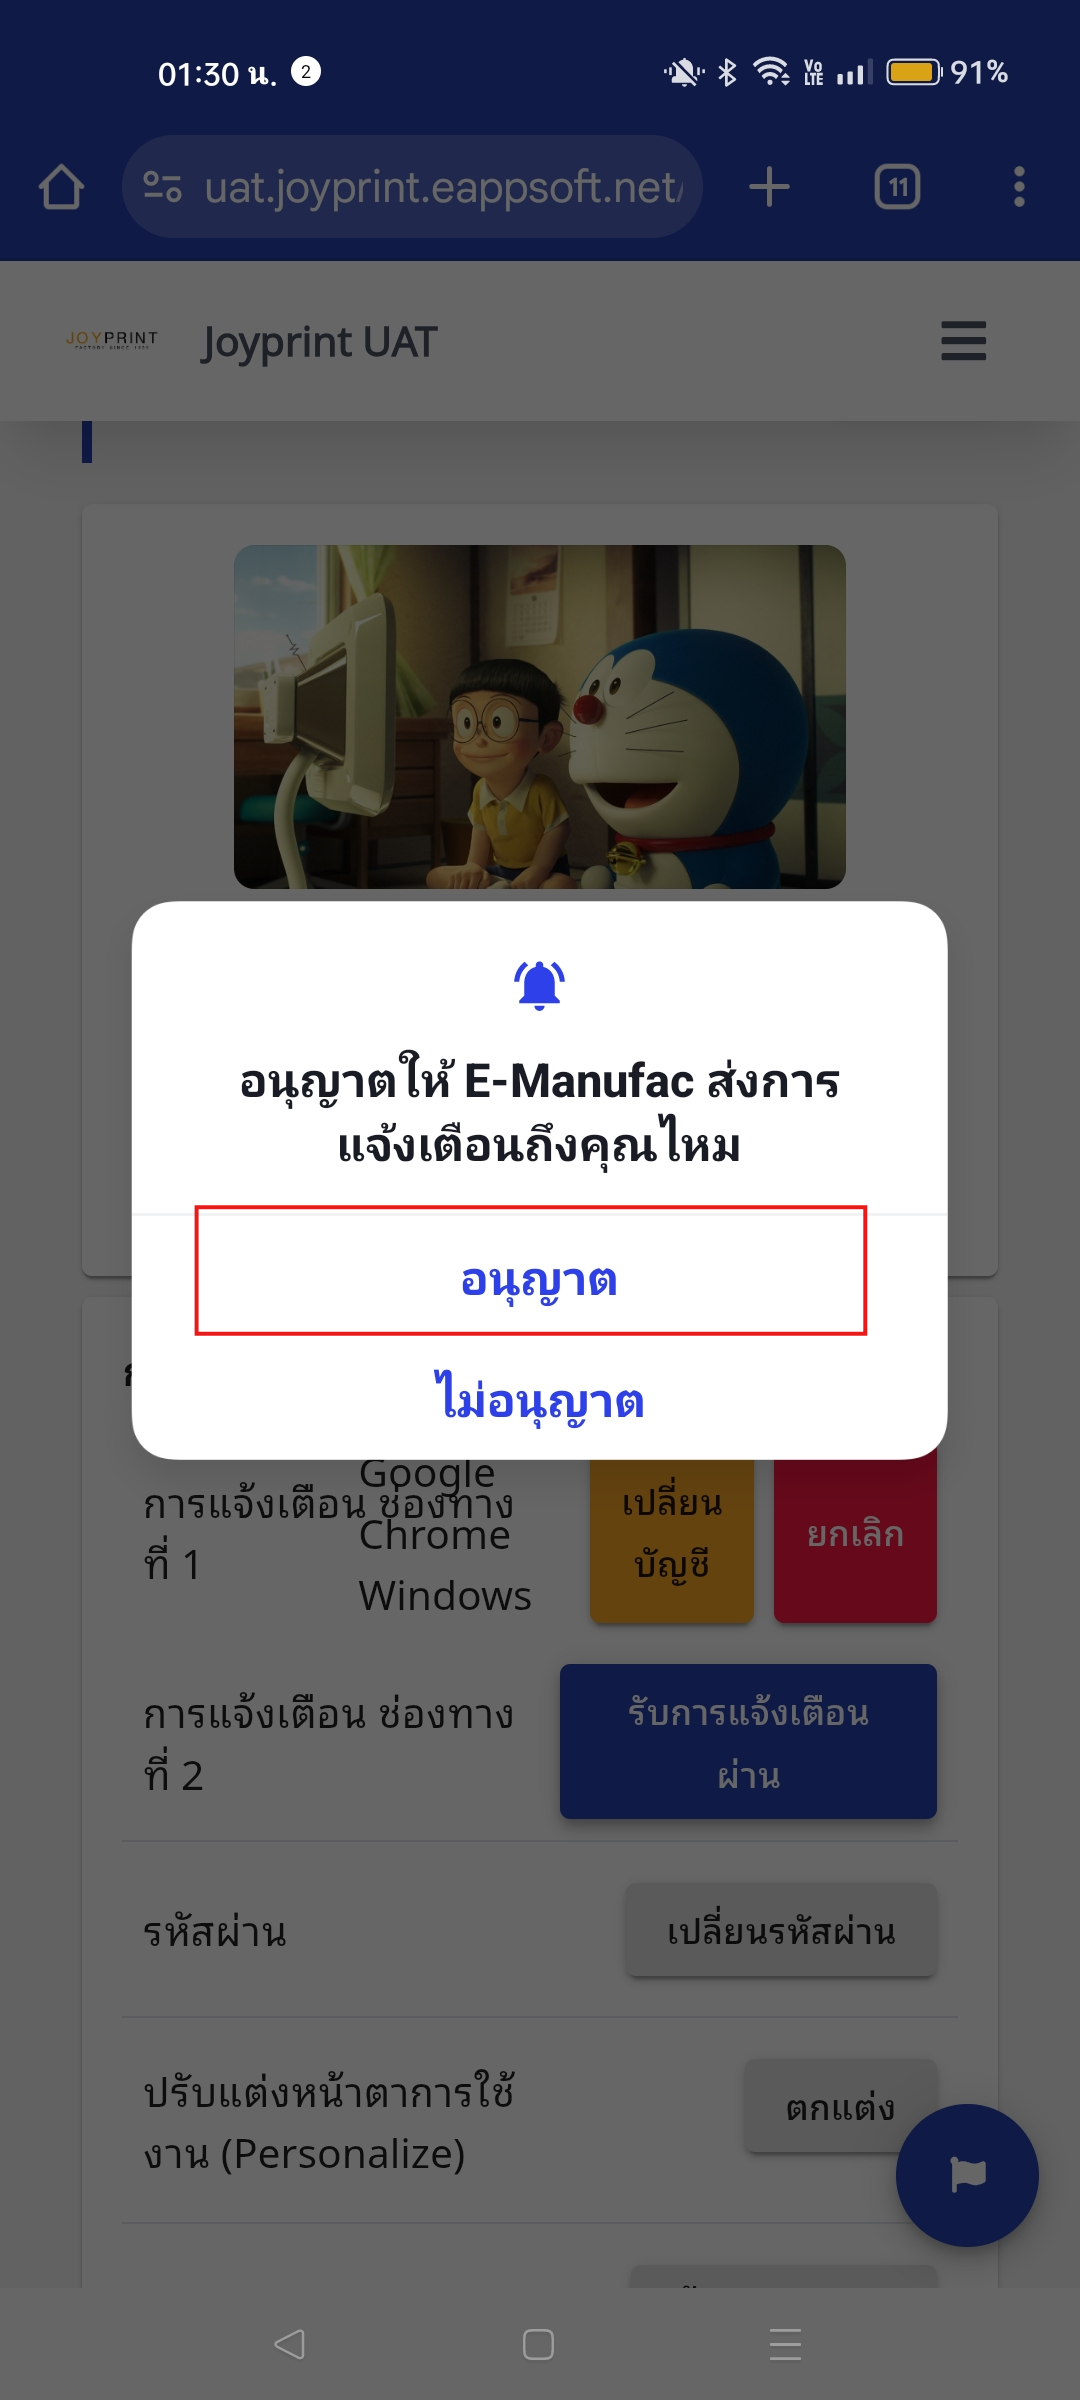 01:30 น. 2 Vo LTE 91%
uat.joyprint.eappsoft.net/ 11
JOYPRINT Joyprint UAT
FACTORY SINCE 1999
อนุญาตให้ E-Manufac ส่งการ
แจ้งเตือนถึงคุณไหม
อนุญาต
ไม่อนุญาต
การแจ้งเตือน ช่องทาง
ที่ 1
Google
Chrome
Windows
เปลี่ยน
บัญชี
ยกเลิก
การแจ้งเตือน ช่องทาง
ที่ 2
รับการแจ้งเตือน
ผ่าน
รหัสผ่าน
เปลี่ยนรหัสผ่าน
ปรับแต่งหน้าตาการใช้
งาน (Personalize)
ตกแต่ง